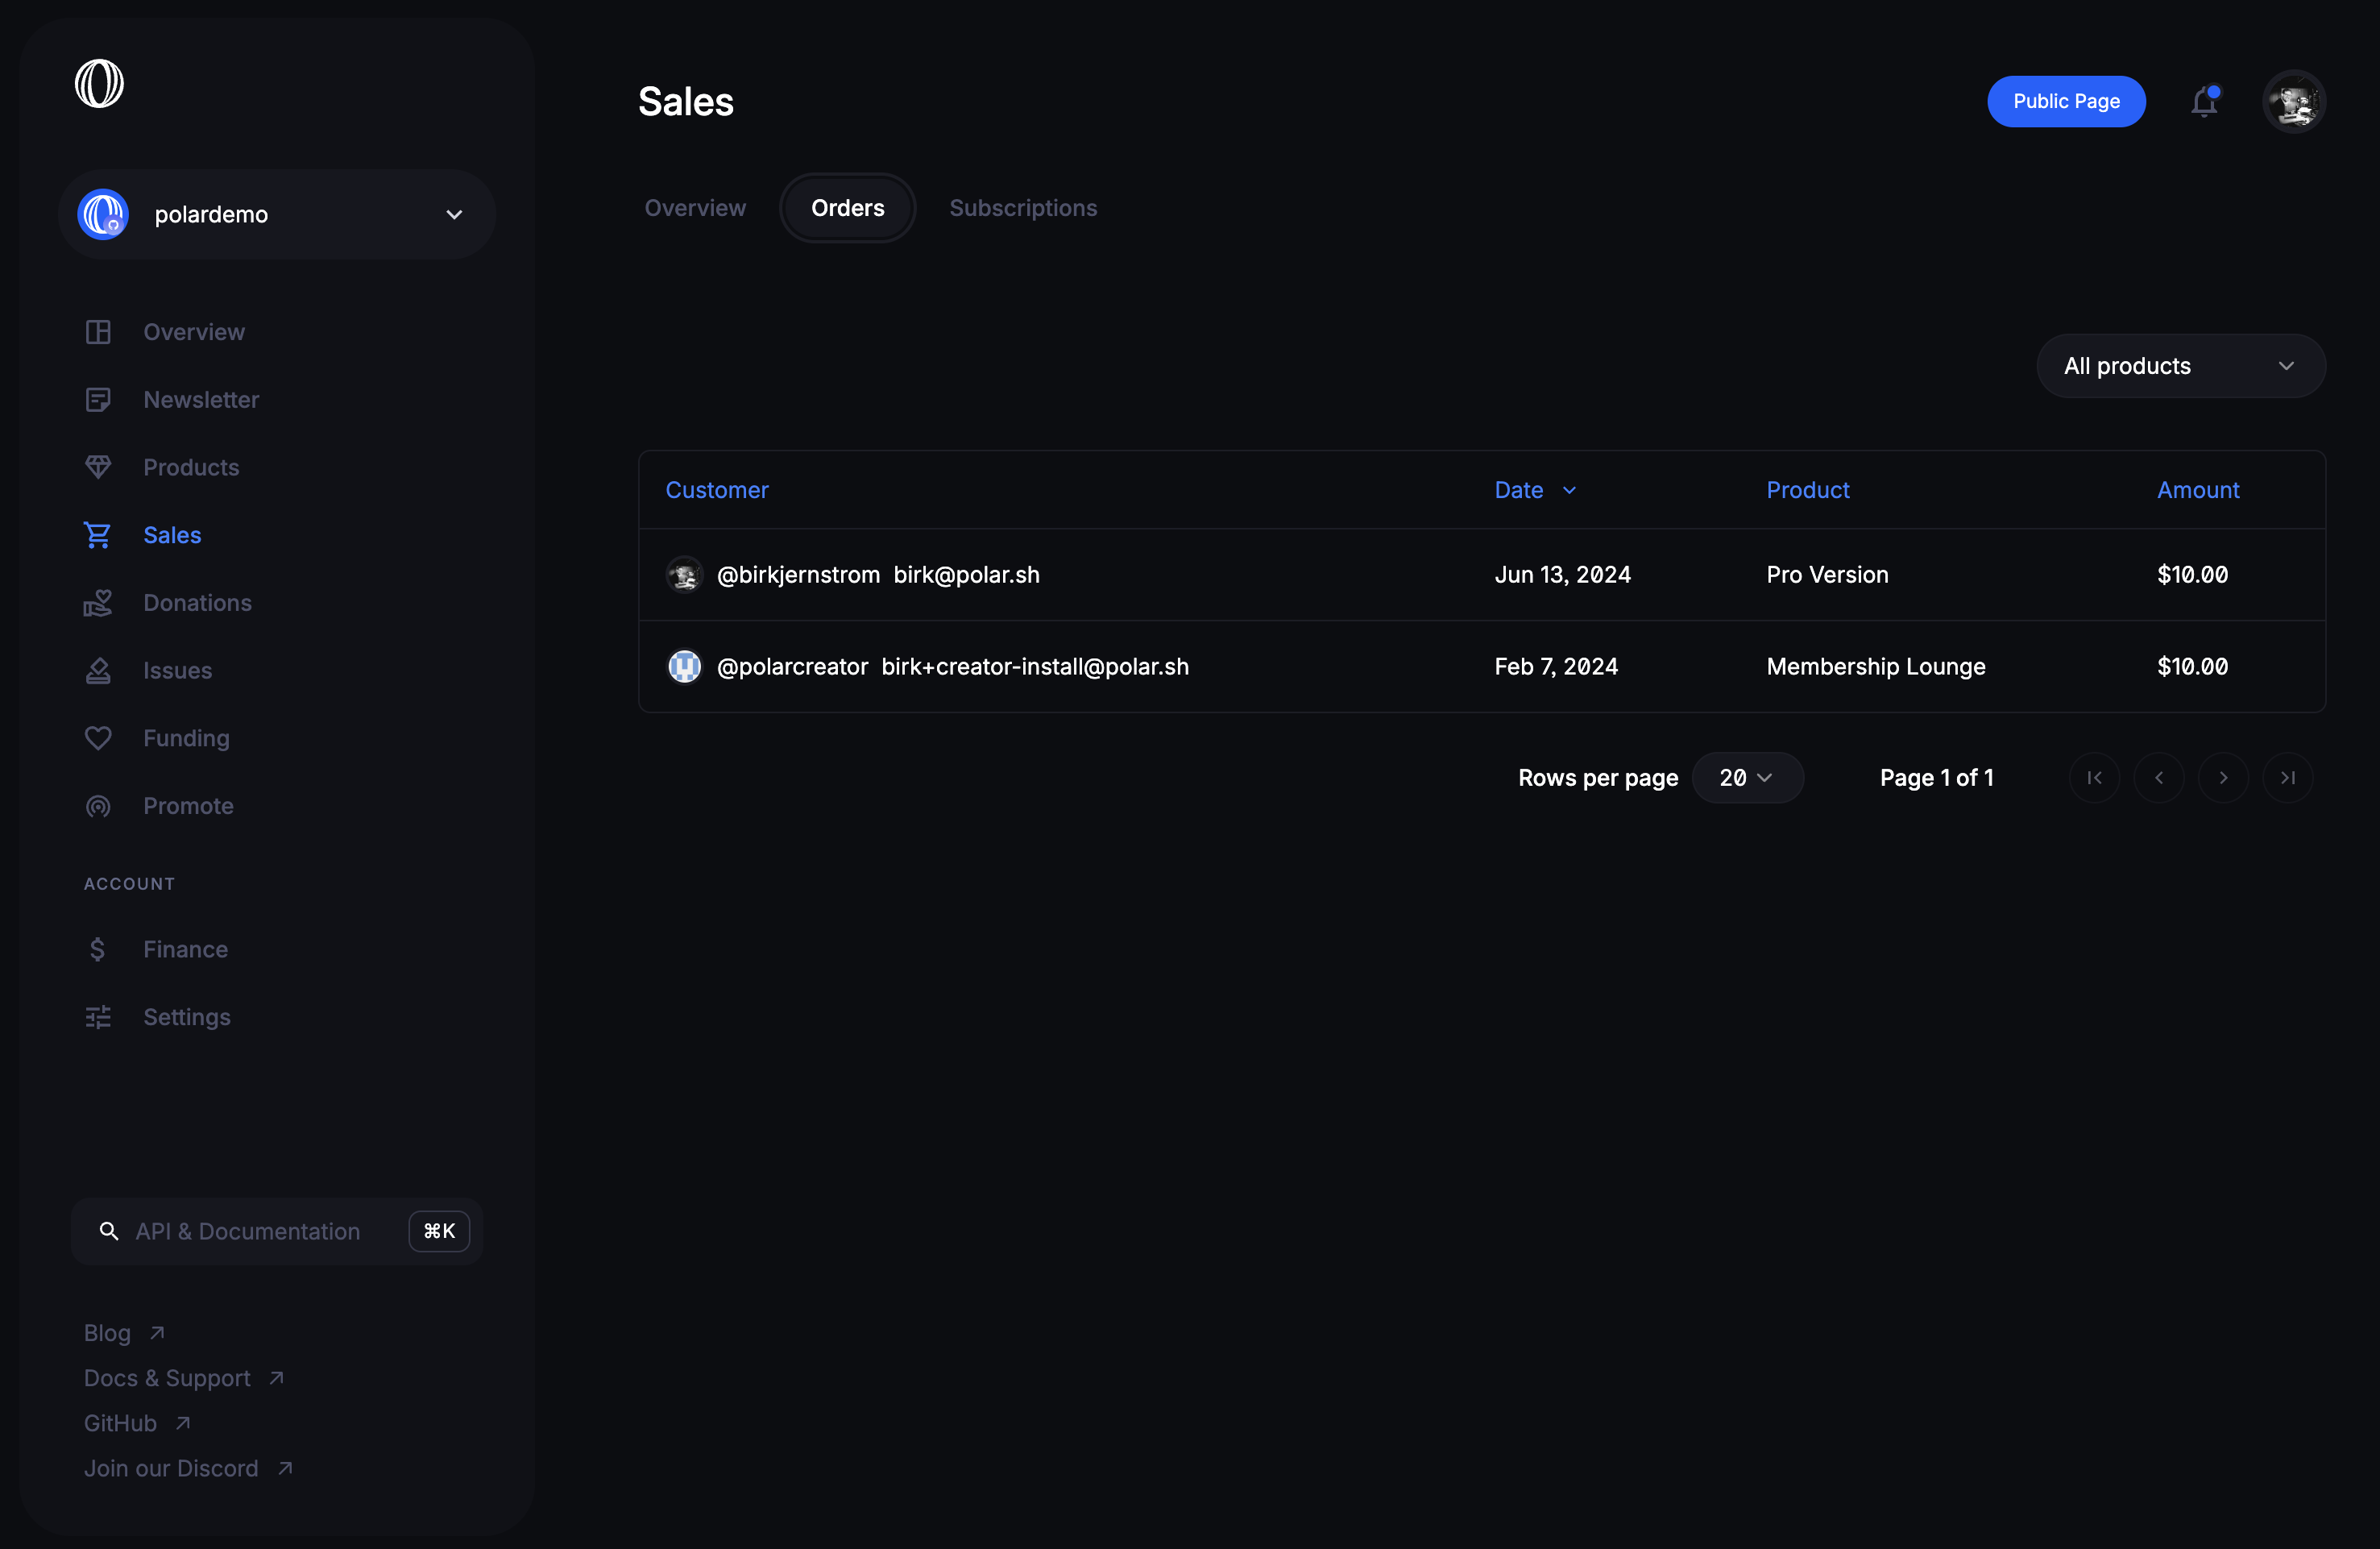 polardemo
Overview
Newsletter
Products
Sales
Donations
Issues
Funding
Promote
ACCOUNT
Finance
Settings
API & Documentation ⌘K
Blog
Docs & Support
GitHub
Join our Discord
Sales
Public Page
Overview Orders Subscriptions
All products
Customer Date Product Amount
@birkjernstrom birk@polar.sh Jun 13, 2024 Pro Version $10.00
@polarcreator birk+creator-install@polar.sh Feb 7, 2024 Membership Lounge $10.00
Rows per page 20 Page 1 of 1